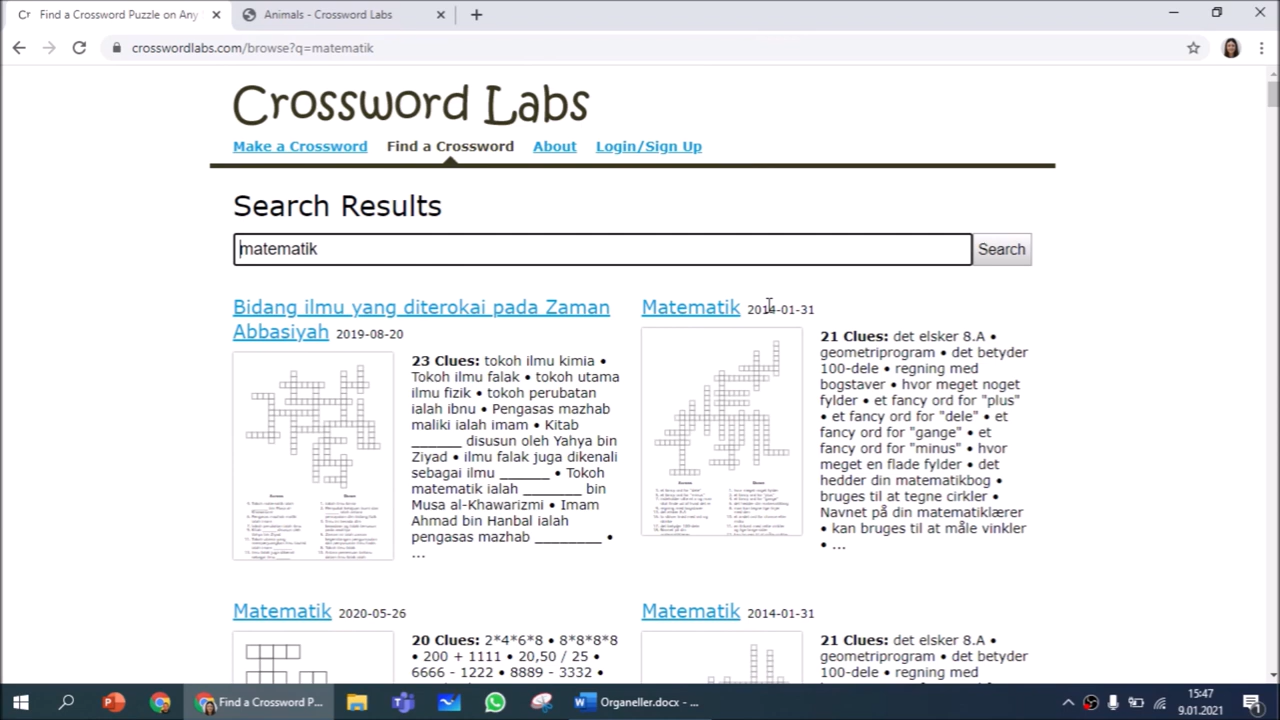 Find a Crossword Puzzle on Any
Animals - Crossword Labs
crosswordlabs.com/browse?q=matematik
Crossword Labs
Make a Crossword
Find a Crossword
About
Login/Sign Up
Search Results
matematik
Search
Bidang ilmu yang diterokai pada Zaman
Abbasiyah 2019-08-20
23 Clues: tokoh ilmu kimia •
Tokoh ilmu falak • tokoh utama
ilmu fizik • tokoh perubatan
ialah ibnu • Pengasas mazhab
maliki ialah imam • Kitab
______ disusun oleh Yahya bin
Ziyad • ilmu falak juga dikenali
sebagai ilmu ______ • Tokoh
matematik ialah _______ bin
Musa al-Khawarizmi • Imam
Ahmad bin Hanbal ialah
pengasas mazhab ________ •
...
Matematik 2014-01-31
21 Clues: det elsker 8.A •
geometriprogram • det betyder
100-dele • regning med
bogstaver • hvor meget noget
fylder • et fancy ord for "plus"
• et fancy ord for "dele" • et
fancy ord for "gange" • et
fancy ord for "minus" • hvor
meget en flade fylder • det
hedder din matematikbog •
bruges til at tegne cirkler •
Navnet på din matematiklærer
• kan bruges til at måle vinkler
• ...
Matematik 2020-05-26
20 Clues: 2*4*6*8 • 8*8*8*8
• 200 + 1111 • 20,50 / 25 •
6666 - 1222 • 8889 - 3332 •
Matematik 2014-01-31
21 Clues: det elsker 8.A •
geometriprogram • det betyder
100-dele • regning med
Find a Crossword P...
Organeller.docx - ...
15:47
9.01.2021